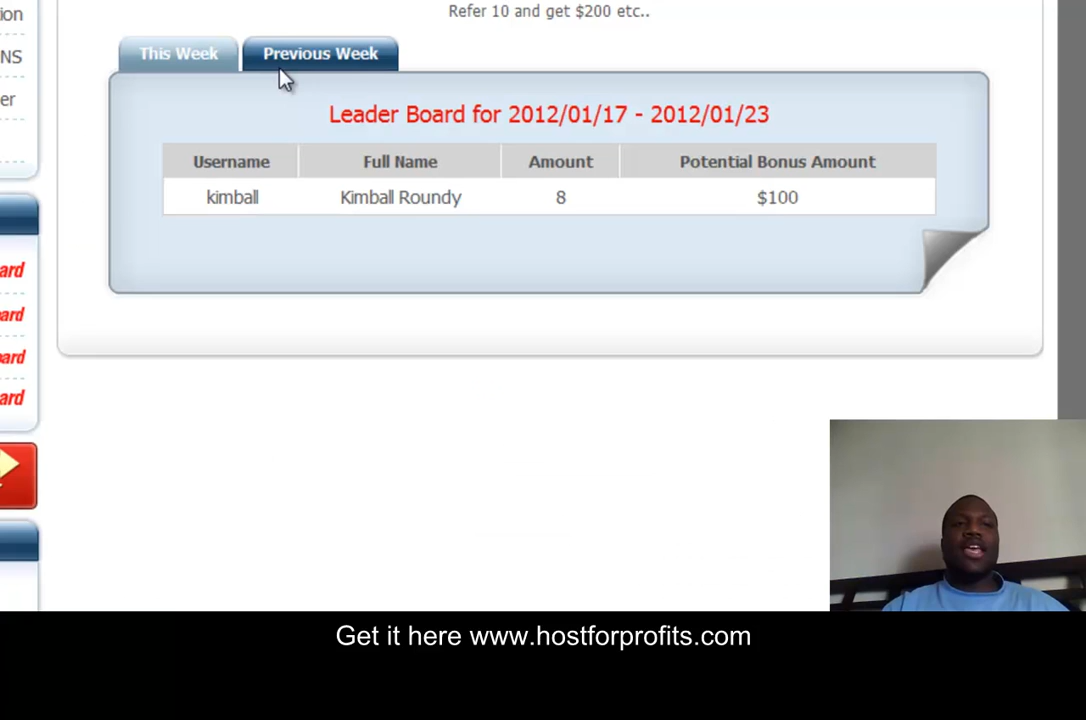 Refer 10 and get $200 etc..
ion
NS
er
This Week Previous Week
Leader Board for 2012/01/17 - 2012/01/23
Username Full Name Amount Potential Bonus Amount
kimball Kimball Roundy 8 $100
ard
ard
ard
ard
Get it here www.hostforprofits.com